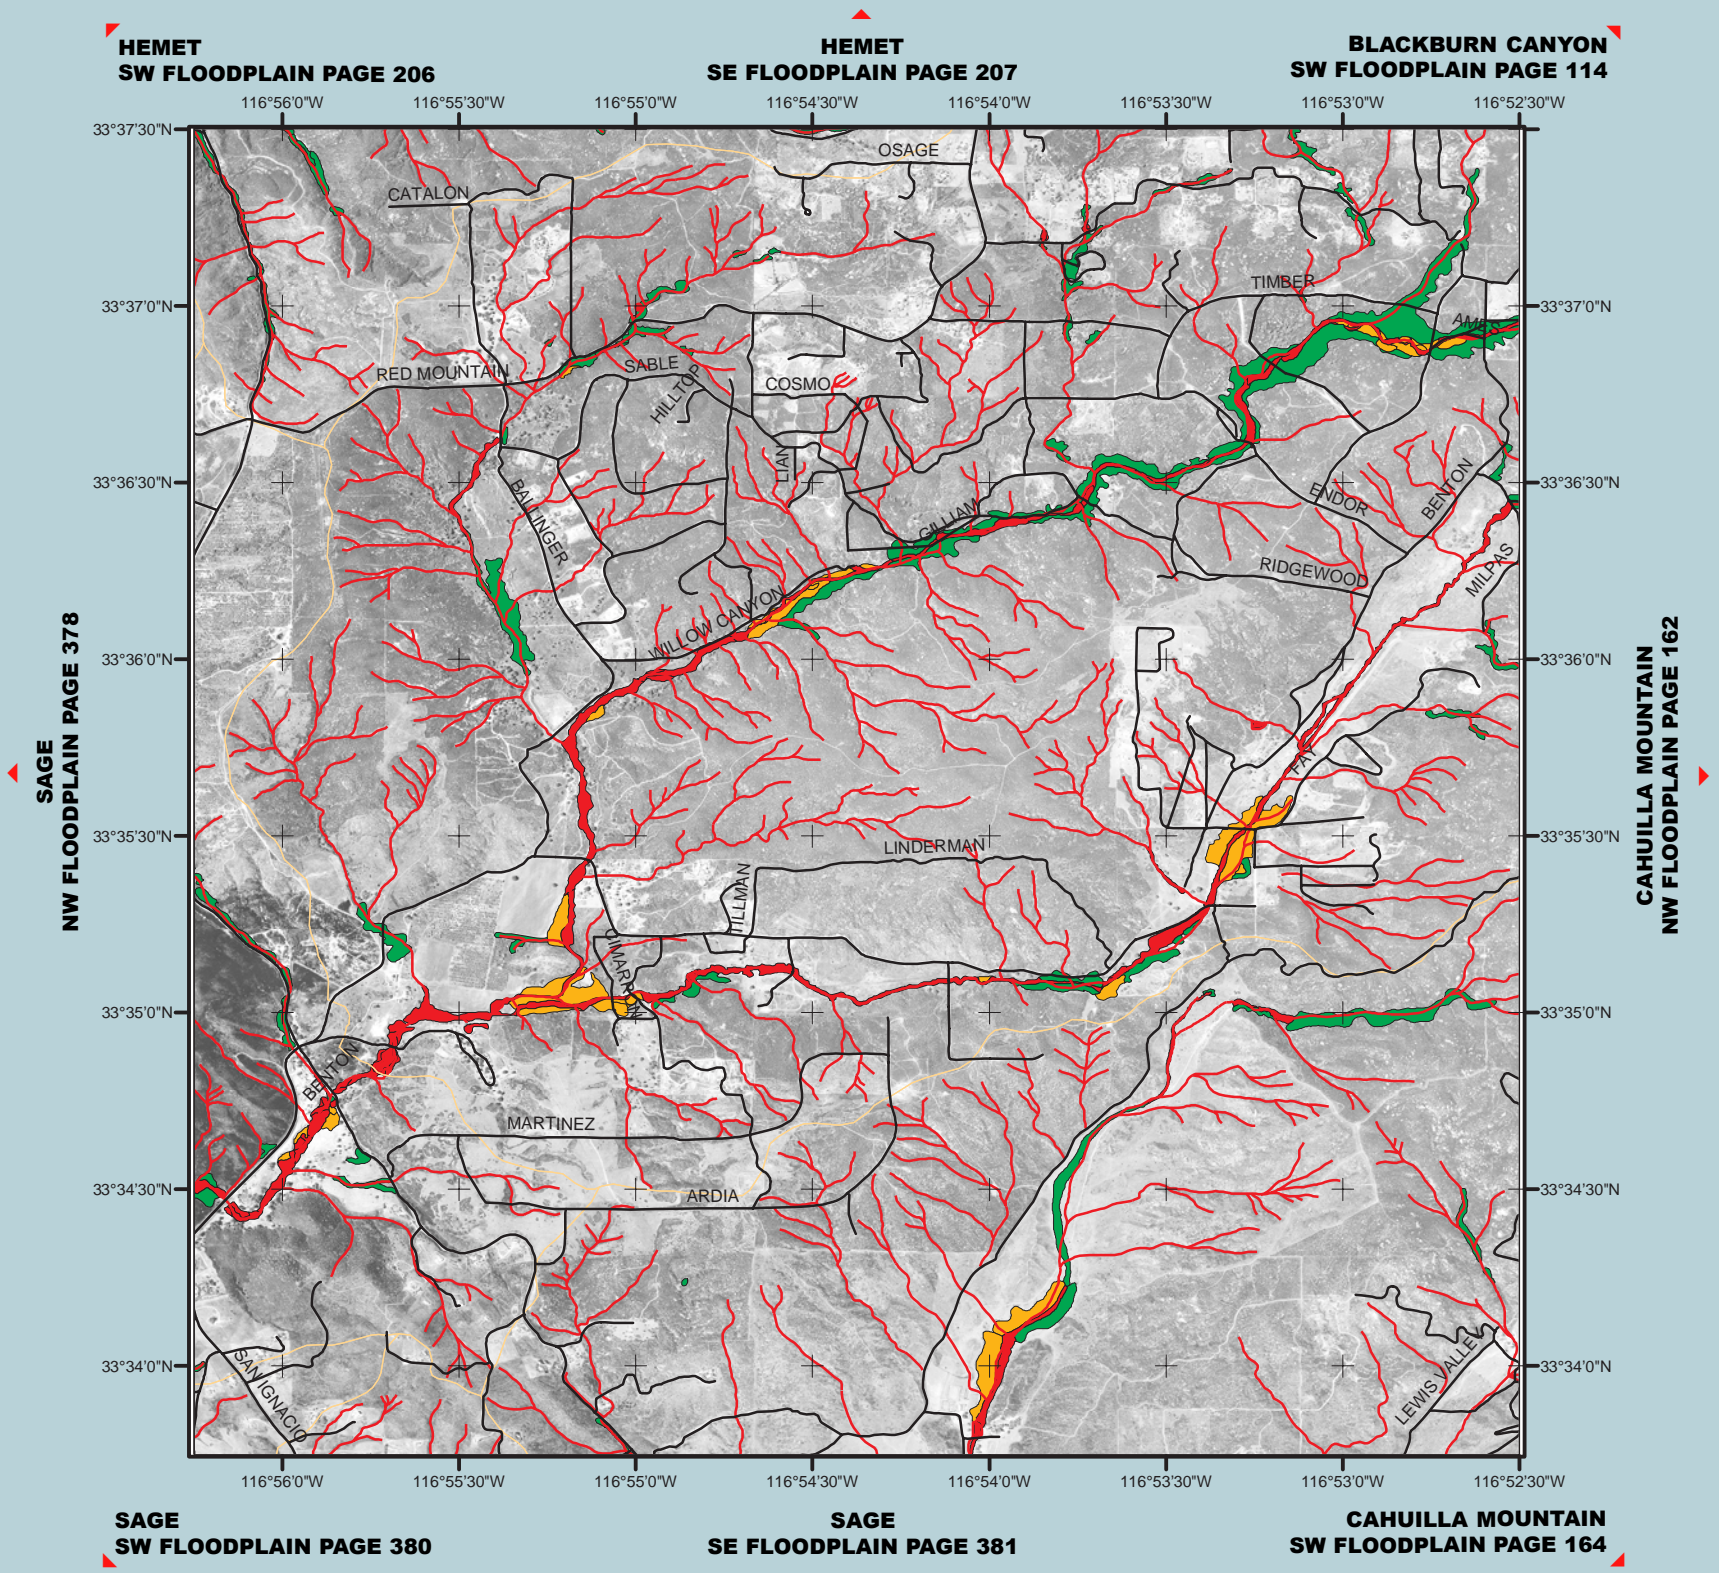 HEMET
SW FLOODPLAIN PAGE 206
HEMET
SE FLOODPLAIN PAGE 207
BLACKBURN CANYON
SW FLOODPLAIN PAGE 114
116°56'0"W
116°55'30"W
116°55'0"W
116°54'30"W
116°54'0"W
116°53'30"W
116°53'0"W
116°52'30"W
33°37'30"N
33°37'30"N
OSAGE
CATALON
TIMBER
33°37'0"N
33°37'0"N
AMES
RED MOUNTAIN
SABLE
COSMO
HILLTOP
LIAN
33°36'30"N
33°36'30"N
BENTON
ENDOR
BALINGER
GILLIAM
RIDGEWOOD
MILPAS
WILLOW CANYON
33°36'0"N
33°36'0"N
SAGE
NW FLOODPLAIN PAGE 378
CAHUILLA MOUNTAIN
NW FLOODPLAIN PAGE 162
FAY
33°35'30"N
33°35'30"N
LINDERMAN
TILLMAN
33°35'0"N
33°35'0"N
BENTON
MARTINEZ
33°34'30"N
33°34'30"N
ARDIA
33°34'0"N
33°34'0"N
SAN IGNACIO
LEWIS VALLEY
116°56'0"W
116°55'30"W
116°55'0"W
116°54'30"W
116°54'0"W
116°53'30"W
116°53'0"W
116°52'30"W
SAGE
SW FLOODPLAIN PAGE 380
SAGE
SE FLOODPLAIN PAGE 381
CAHUILLA MOUNTAIN
SW FLOODPLAIN PAGE 164